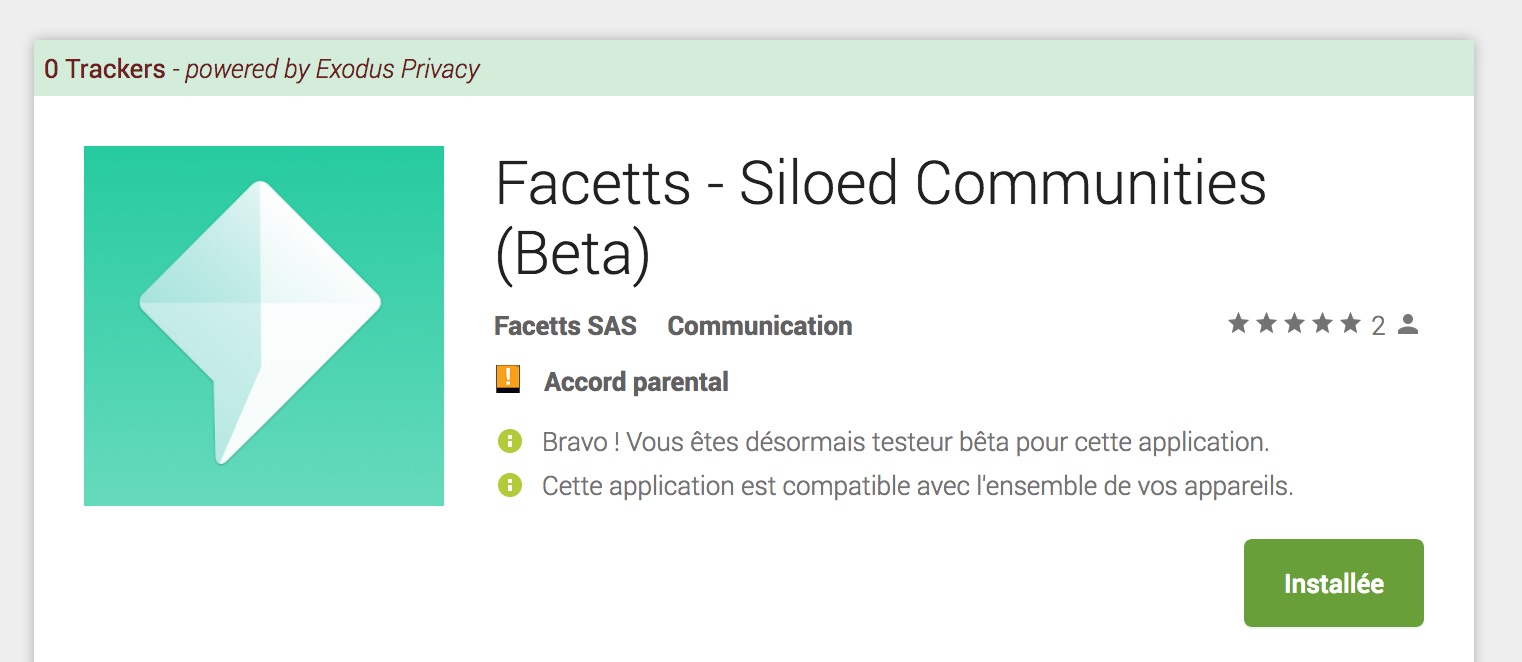 0 Trackers - powered by Exodus Privacy
Facetts - Siloed Communities
(Beta)
Facetts SAS Communication 2
! Accord parental
Bravo ! Vous êtes désormais testeur bêta pour cette application.
Cette application est compatible avec l'ensemble de vos appareils.
Installée